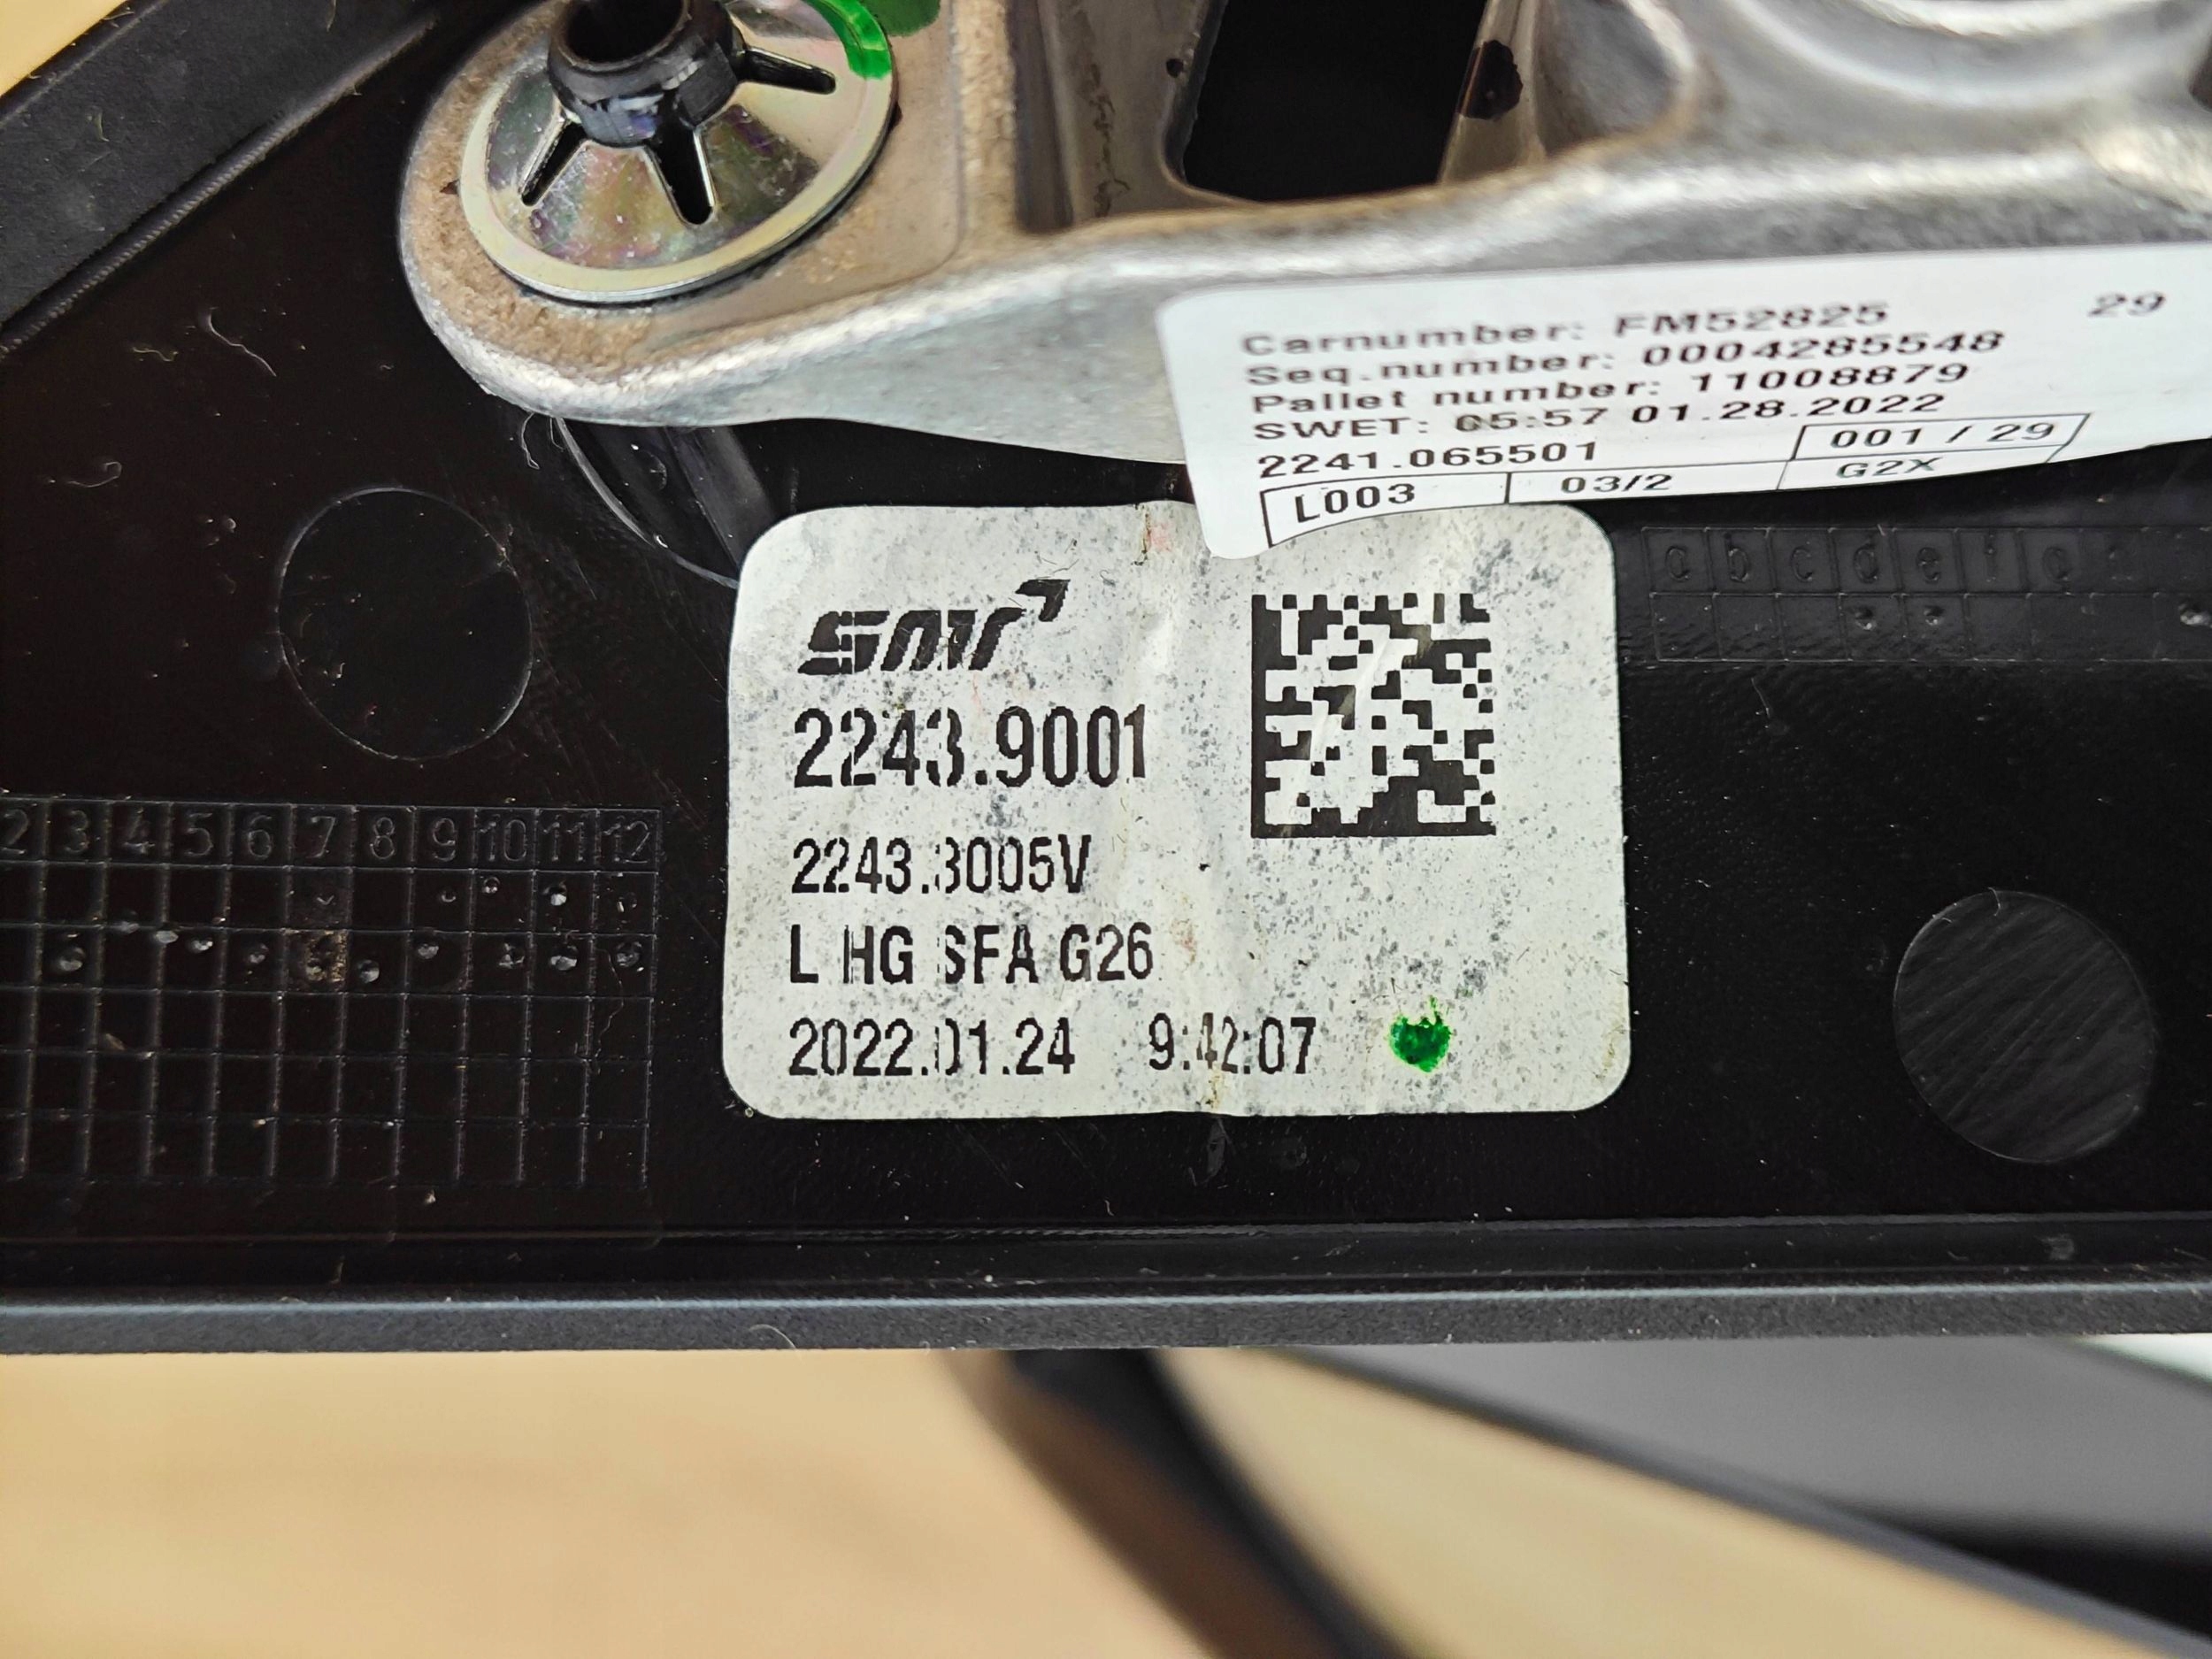 Carnumber: FM52825 29
Seq.number: 0004285548
Pallet number: 11008879
SWET: 05:57 01.28.2022
2241.065501 001 / 29
L003 03/2 G2X
smr
2243.9001
2243.3005V
L HG SFA G26
2022.01.24 9:42:07
a b c d e f g
2 3 4 5 6 7 8 9 10 11 12